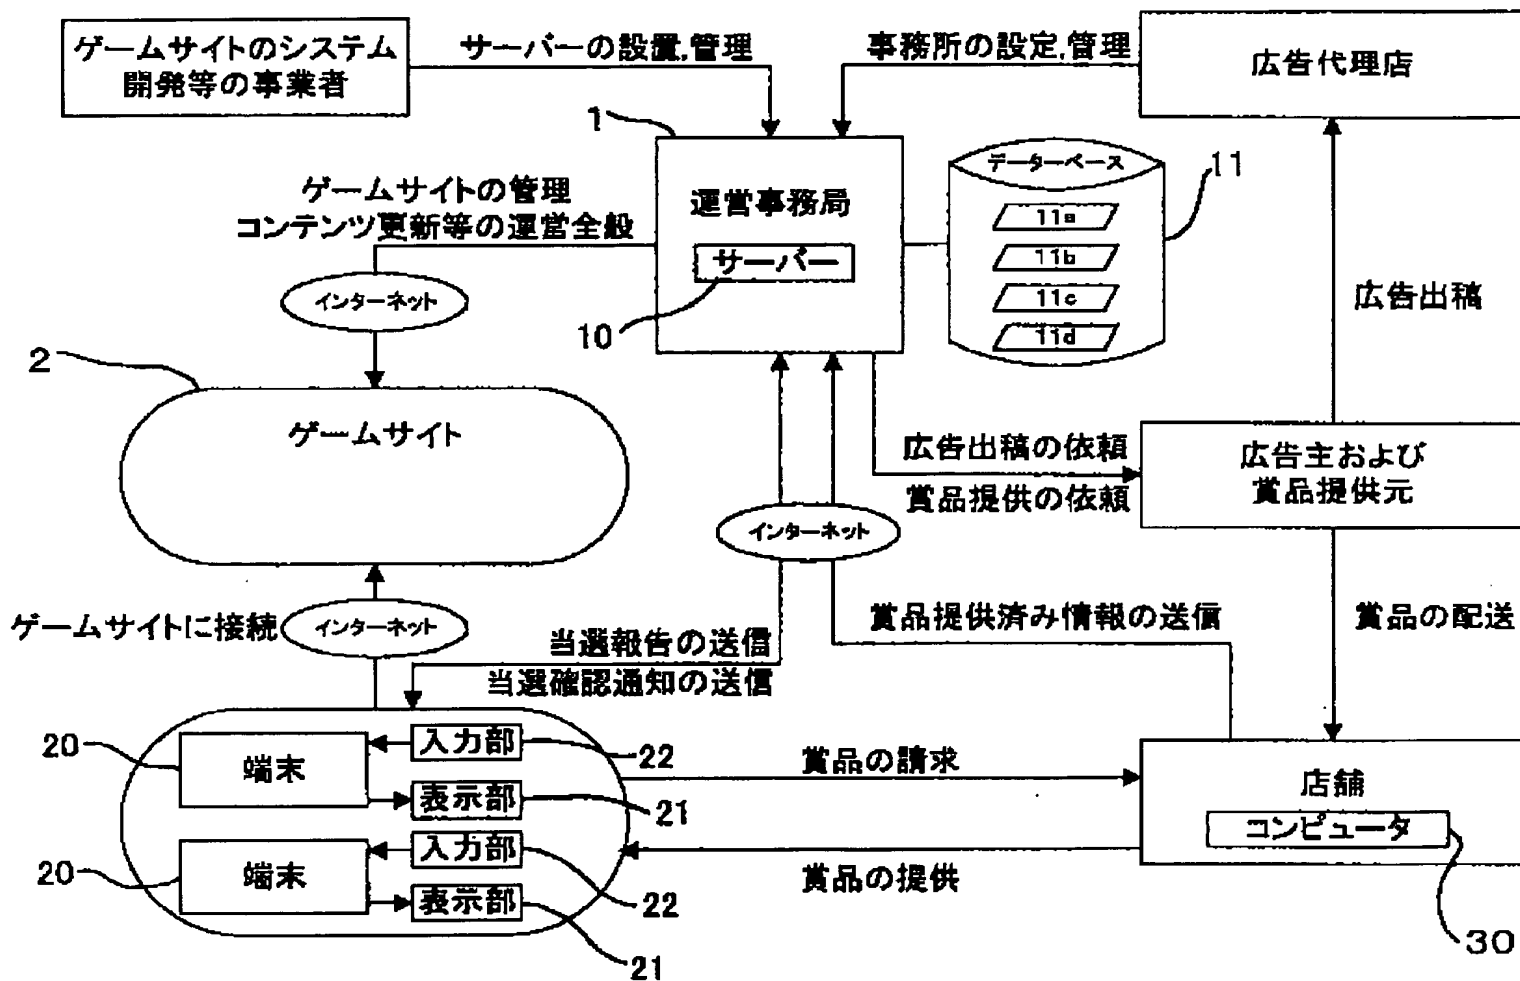 ゲームサイトのシステム
開発等の事業者
サーバーの設置,管理
事務所の設定,管理
広告代理店
1
運営事務局
サーバー
10
データーベース
11
11a
11b
11c
11d
ゲームサイトの管理
コンテンツ更新等の運営全般
インターネット
広告出稿
2
ゲームサイト
広告出稿の依頼
賞品提供の依頼
広告主および
賞品提供元
インターネット
ゲームサイトに接続
インターネット
当選報告の送信
当選確認通知の送信
賞品提供済み情報の送信
賞品の配送
20
端末
入力部
22
表示部
21
20
端末
入力部
22
表示部
21
賞品の請求
賞品の提供
店舗
コンピュータ
30